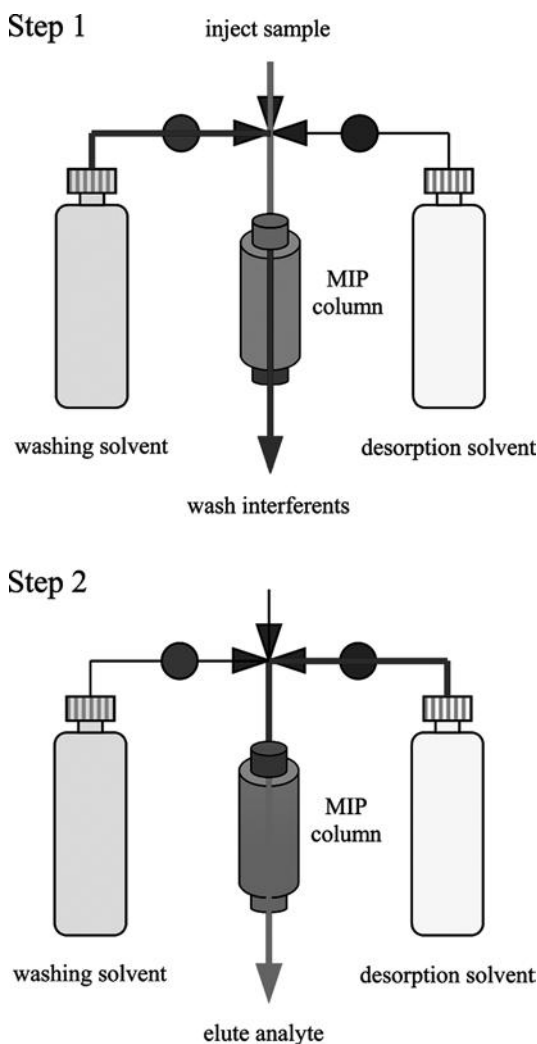 Step 1
inject sample
MIP
column
washing solvent
desorption solvent
wash interferents
Step 2
MIP
column
washing solvent
desorption solvent
elute analyte